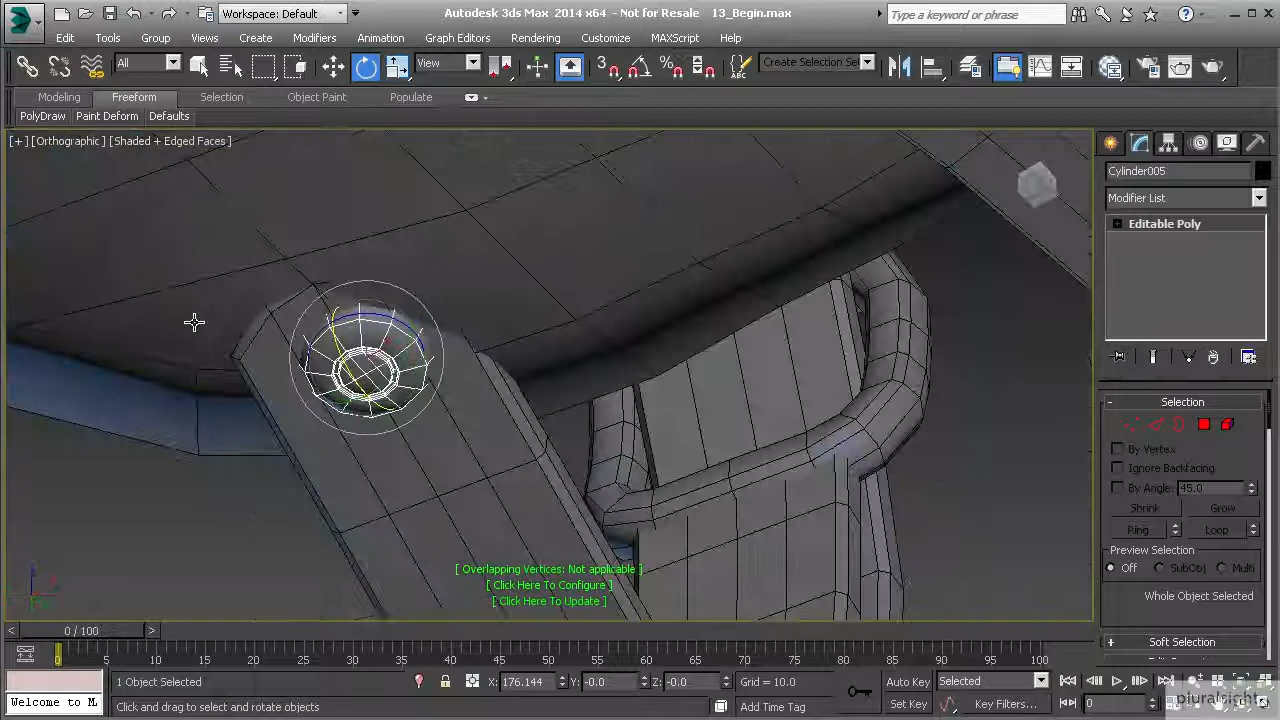 Workspace: Default
Autodesk 3ds Max  2014 x64  - Not for Resale   13_Begin.max
Type a keyword or phrase
Edit Tools Group Views Create Modifiers Animation Graph Editors Rendering Customize MAXScript Help
All View 3 ABC Create Selection Se
Modeling Freeform Selection Object Paint Populate
PolyDraw Paint Deform Defaults
[+] [Orthographic] [Shaded + Edged Faces]
Cylinder005
Modifier List
Editable Poly
Selection
By Vertex
Ignore Backfacing
By Angle: 45.0
Shrink Grow
Ring Loop
Preview Selection
Off SubObj Multi
Whole Object Selected
Soft Selection
[ Overlapping Vertices: Not applicable ]
[ Click Here To Configure ]
[ Click Here To Update ]
0 / 100
0 5 10 15 20 25 30 35 40 45 50 55 60 65 70 75 80 85 90 95 100
1 Object Selected X: 176.144 Y: -0.0 Z: -0.0 Grid = 10.0 Auto Key Selected
Welcome to M
Click and drag to select and rotate objects Add Time Tag Set Key Key Filters... 0
pluralsight